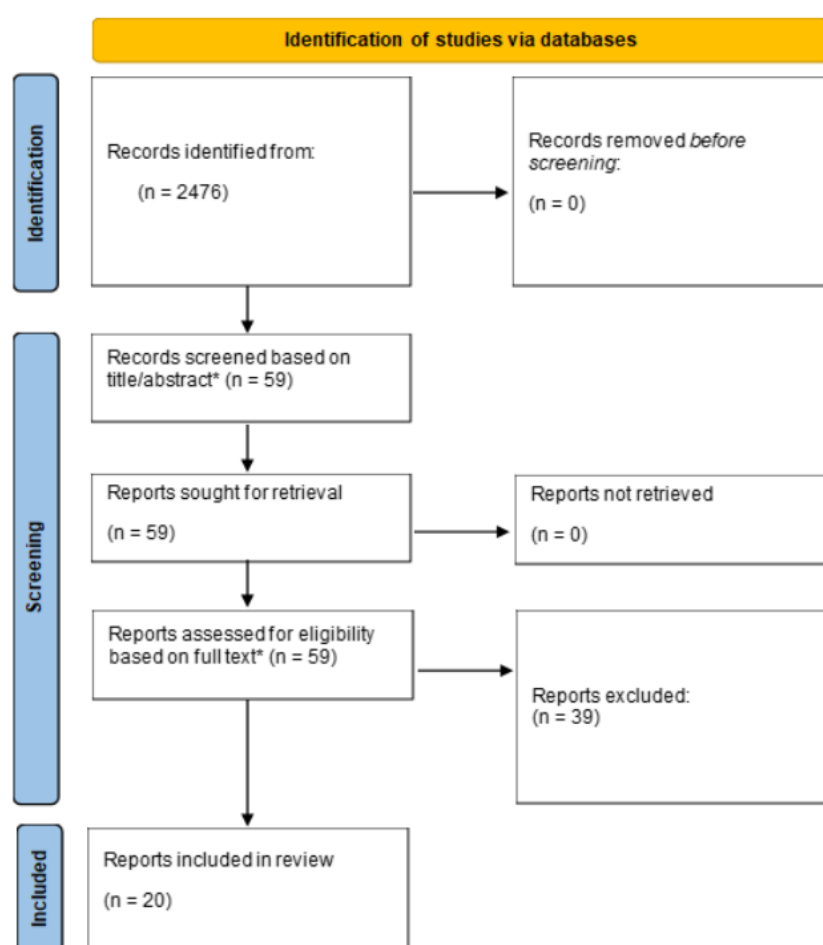 Identification of studies via databases
Identification
Records identified from:
(n = 2476)
Records removed before
screening:
(n = 0)
Screening
Records screened based on
title/abstract* (n = 59)
Reports sought for retrieval
(n = 59)
Reports not retrieved
(n = 0)
Reports assessed for eligibility
based on full text* (n = 59)
Reports excluded:
(n = 39)
Included
Reports included in review
(n = 20)